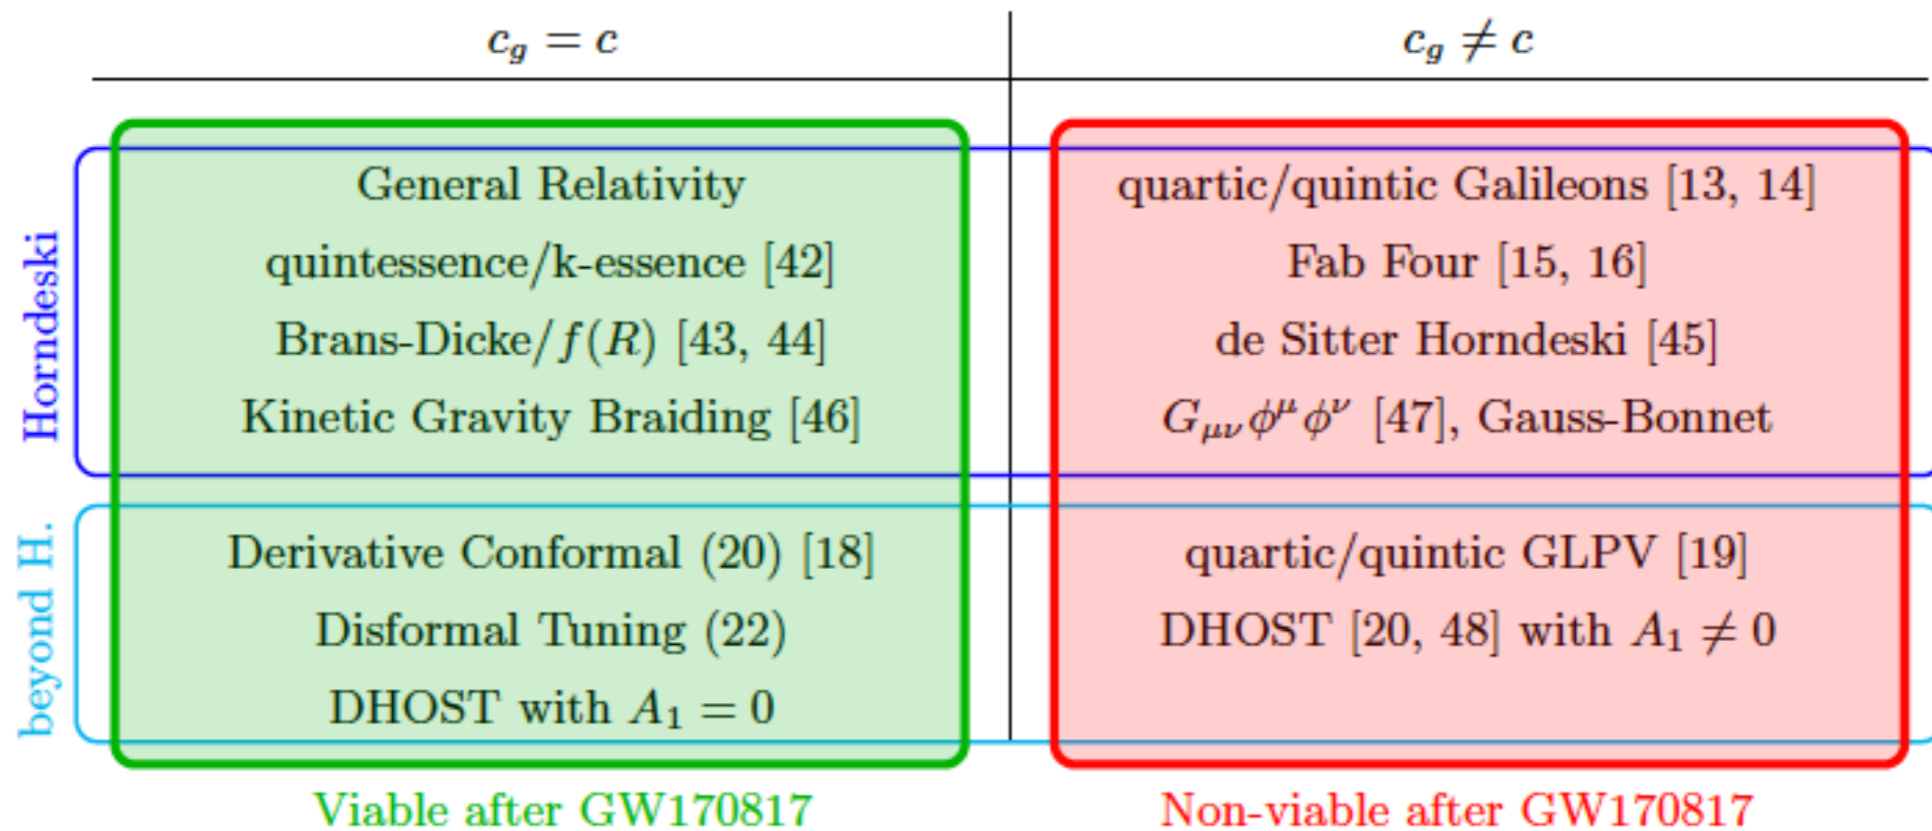 c_g = c
c_g ≠ c
Horndeski
General Relativity
quintessence/k-essence [42]
Brans-Dicke/f(R) [43, 44]
Kinetic Gravity Braiding [46]
quartic/quintic Galileons [13, 14]
Fab Four [15, 16]
de Sitter Horndeski [45]
G_{μν}ϕ^μϕ^ν [47], Gauss-Bonnet
beyond H.
Derivative Conformal (20) [18]
Disformal Tuning (22)
DHOST with A_1 = 0
quartic/quintic GLPV [19]
DHOST [20, 48] with A_1 ≠ 0
Viable after GW170817
Non-viable after GW170817